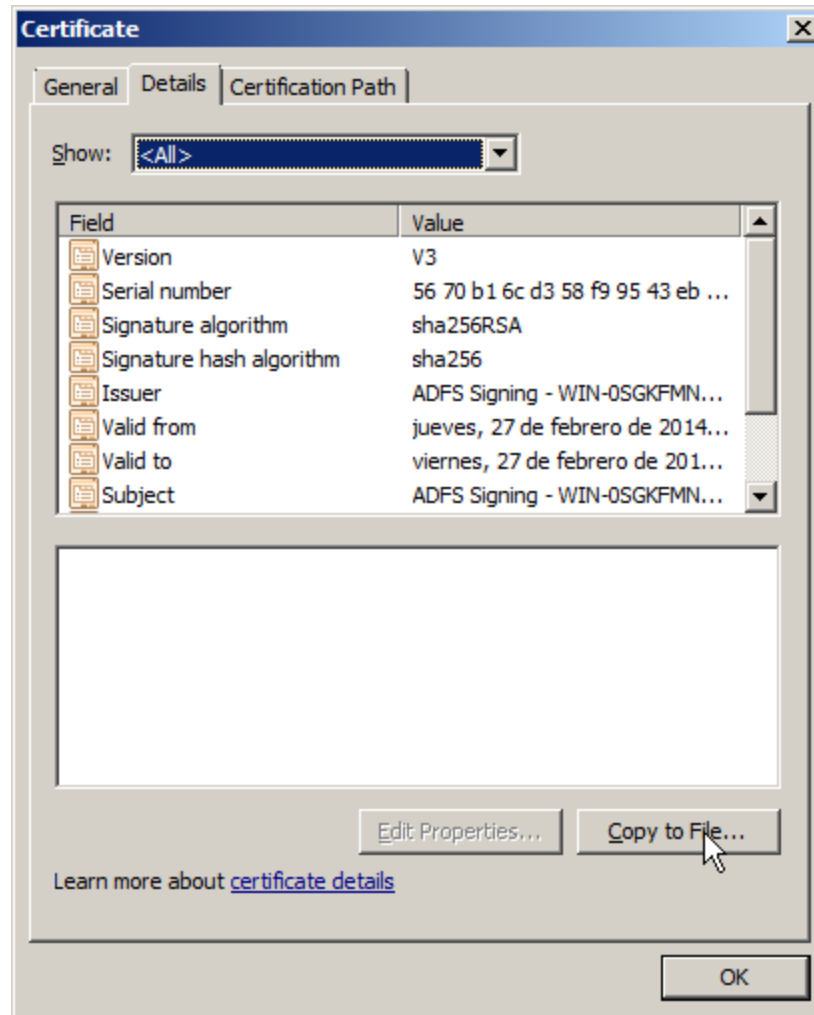 Certificate
General Details Certification Path
Show: <All>
Field Value
Version V3
Serial number 56 70 b1 6c d3 58 f9 95 43 eb ...
Signature algorithm sha256RSA
Signature hash algorithm sha256
Issuer ADFS Signing - WIN-0SGKFMN...
Valid from jueves, 27 de febrero de 2014...
Valid to viernes, 27 de febrero de 201...
Subject ADFS Signing - WIN-0SGKFMN...
Edit Properties... Copy to File...
Learn more about certificate details
OK